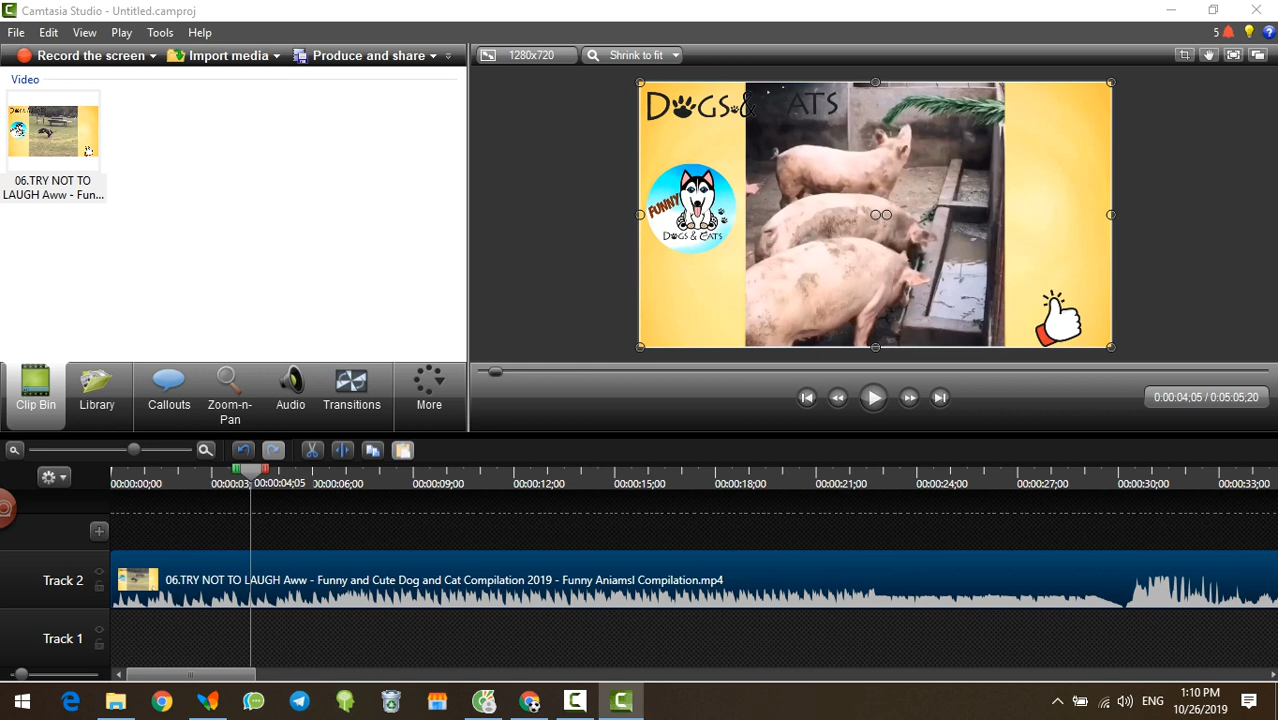 Camtasia Studio - Untitled.camproj
File Edit View Play Tools Help
5
Record the screen Import media Produce and share
1280x720 Shrink to fit
Video
06.TRY NOT TO
LAUGH Aww - Fun...
DOGS & CATS
FUNNY
DOGS & CATS
Clip Bin Library Callouts Zoom-n-
Pan Audio Transitions More
0:00:04;05 / 0:05:05;20
00:00:00;00 00:00:03; 00:00:04;05 00:00:06;00 00:00:09;00 00:00:12;00 00:00:15;00 00:00:18;00 00:00:21;00 00:00:24;00 00:00:27;00 00:00:30;00 00:00:33;00
Track 2
06.TRY NOT TO LAUGH Aww - Funny and Cute Dog and Cat Compilation 2019 - Funny Aniamsl Compilation.mp4
Track 1
ENG
1:10 PM
10/26/2019